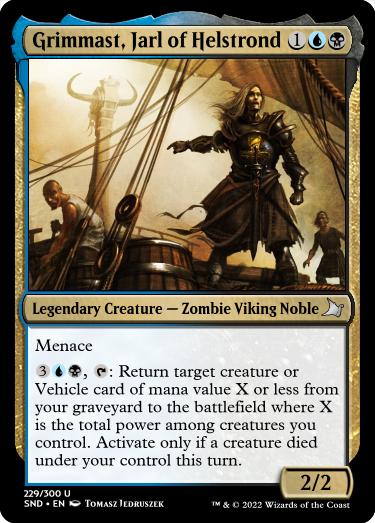 Grimmast, Jarl of Helstrond 1
Legendary Creature — Zombie Viking Noble
Menace
3, : Return target creature or
Vehicle card of mana value X or less from
your graveyard to the battlefield where X
is the total power among creatures you
control. Activate only if a creature died
under your control this turn.
2/2
229/300 U
SND • EN Tomasz Jedruszek
™ & © 2022 Wizards of the Coast